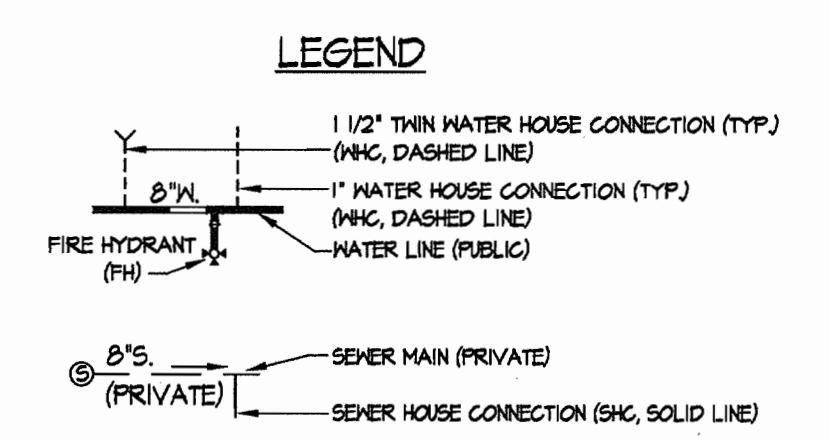 LEGEND
1 1/2" TWIN WATER HOUSE CONNECTION (TYP.)
(WHC, DASHED LINE)
8"W.
1" WATER HOUSE CONNECTION (TYP.)
(WHC, DASHED LINE)
FIRE HYDRANT
(FH)
WATER LINE (PUBLIC)
8"S.
(PRIVATE)
S
SEWER MAIN (PRIVATE)
SEWER HOUSE CONNECTION (SHC, SOLID LINE)